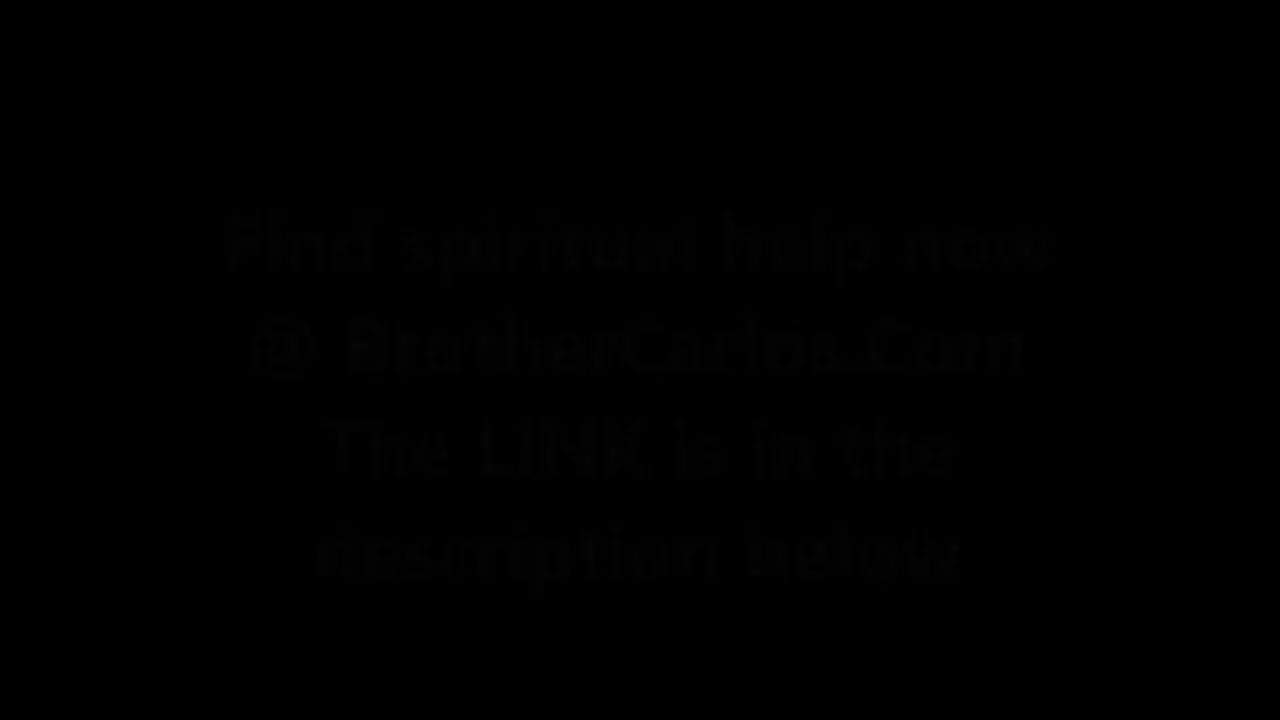 Find spiritual help now
@ BrotherCarlos.Com
The LINK is in the
description below